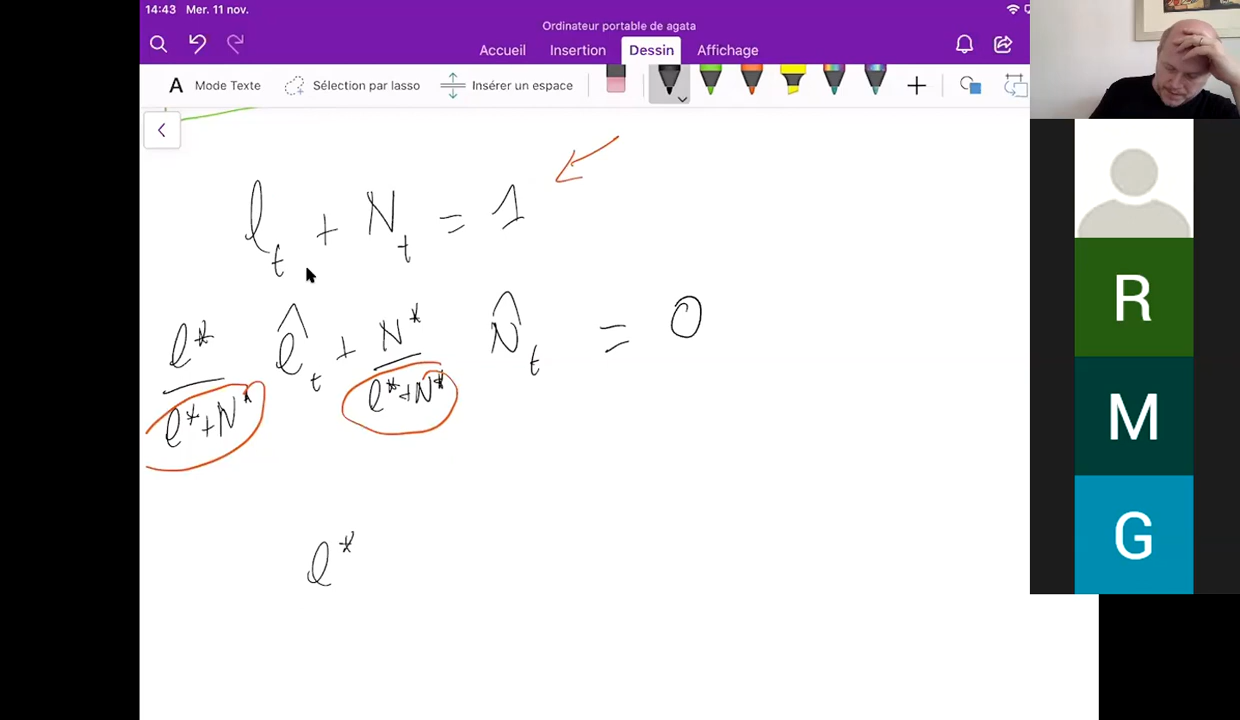 14:43 Mer. 11 nov.
Ordinateur portable de agata
Accueil Insertion Dessin Affichage
A Mode Texte Sélection par lasso Insérer un espace
l_t + N_t = 1
l*/(l*+N*) l̂_t + N*/(l*+N*) N̂_t = 0
l*
R
M
G